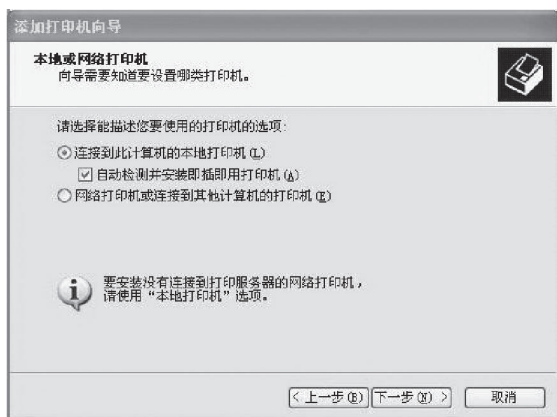 添加打印机向导
本地或网络打印机
向导需要知道要设置哪类打印机。
请选择能描述您要使用的打印机的选项:
连接到此计算机的本地打印机(L)
自动检测并安装即插即用打印机(A)
网络打印机或连接到其他计算机的打印机(E)
要安装没有连接到打印服务器的网络打印机，
请使用“本地打印机”选项。
< 上一步(B) 下一步(N) > 取消